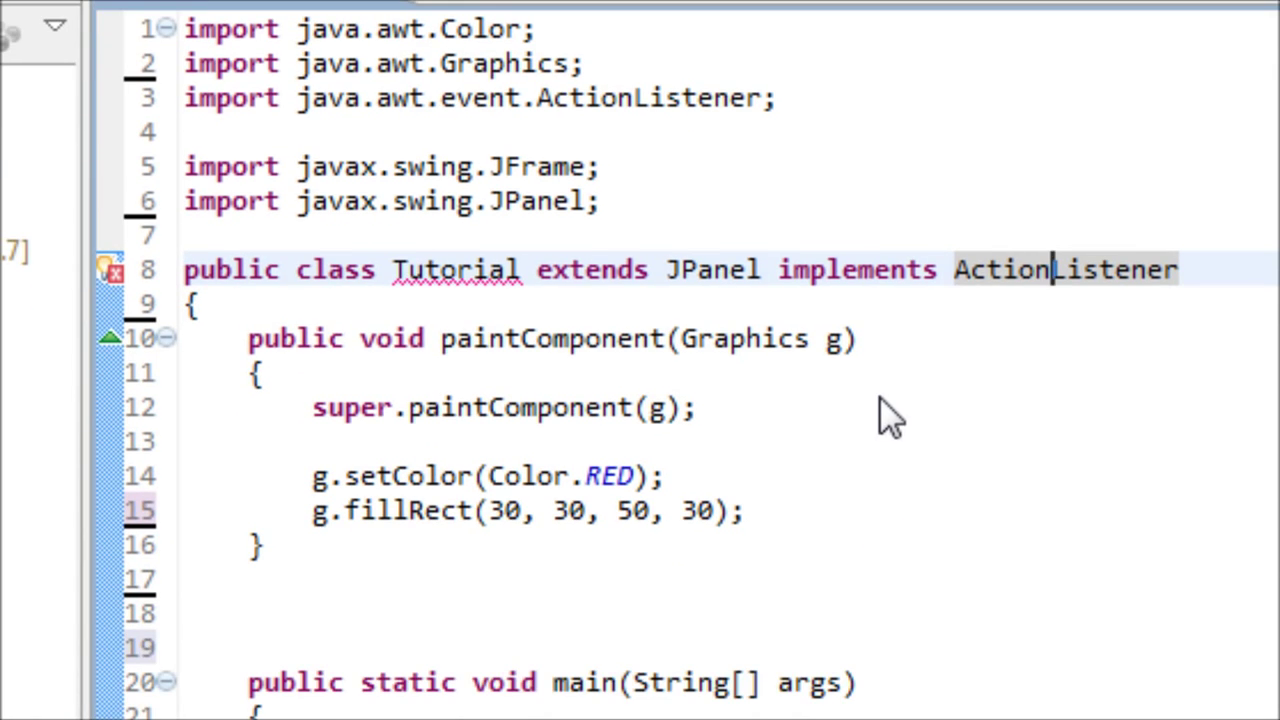 1 import java.awt.Color;
2 import java.awt.Graphics;
3 import java.awt.event.ActionListener;
4
5 import javax.swing.JFrame;
6 import javax.swing.JPanel;
7
.7]
8 public class Tutorial extends JPanel implements ActionListener
9 {
10 public void paintComponent(Graphics g)
11 {
12 super.paintComponent(g);
13
14 g.setColor(Color.RED);
15 g.fillRect(30, 30, 50, 30);
16 }
17
18
19
20 public static void main(String[] args)
21 {